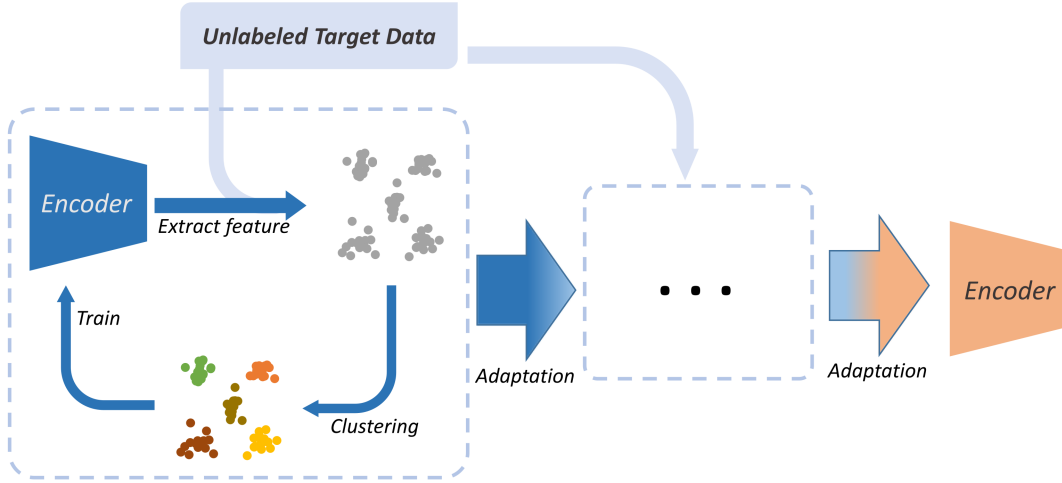 Unlabeled Target Data
Encoder
Extract feature
Train
Clustering
Adaptation
. . .
Adaptation
Encoder